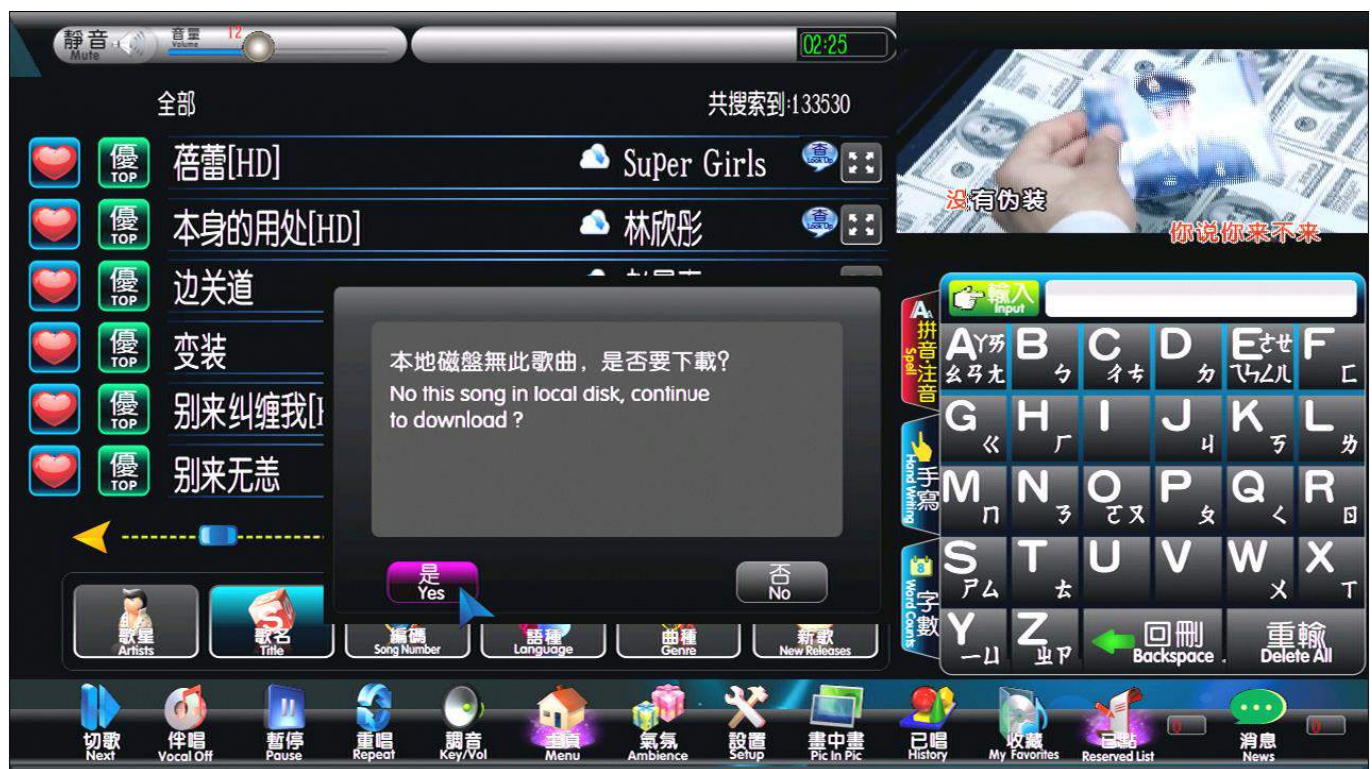 靜音
Mute
音量
Volume
12
02:25
全部
共搜索到:133530
優
TOP
蓓蕾[HD]
Super Girls
查
Look Up
優
TOP
本身的用处[HD]
林欣彤
查
Look Up
優
TOP
边关道
優
TOP
变装
優
TOP
别来纠缠我[
優
TOP
别来无恙
本地磁盤無此歌曲，是否要下載?
No this song in local disk, continue
to download ?
是
Yes
否
No
歌星
Artists
歌名
Title
編碼
Song Number
語種
Language
曲種
Genre
新歌
New Releases
没有伪装
你说你来不来
輸入
Input
拼音·注音
Spell
手寫
Hand Writing
字數
Word Counts
A ㄚㄞㄠㄢㄤ
B ㄅ
C ㄔㄘ
D ㄉ
E ㄜㄝㄟㄣㄥㄦ
F ㄈ
G ㄍ
H ㄏ
I
J ㄐ
K ㄎ
L ㄌ
M ㄇ
N ㄋ
O ㄛㄡ
P ㄆ
Q ㄑ
R ㄖ
S ㄕㄙ
T ㄊ
U
V
W ㄨ
X ㄒ
Y ㄧㄩ
Z ㄓㄗ
回刪
Backspace
重輸
Delete All
切歌
Next
伴唱
Vocal Off
暫停
Pause
重唱
Repeat
調音
Key/Vol
主頁
Menu
氣氛
Ambience
設置
Setup
畫中畫
Pic In Pic
已唱
History
收藏
My Favorites
已點
Reserved List
0
消息
News
0